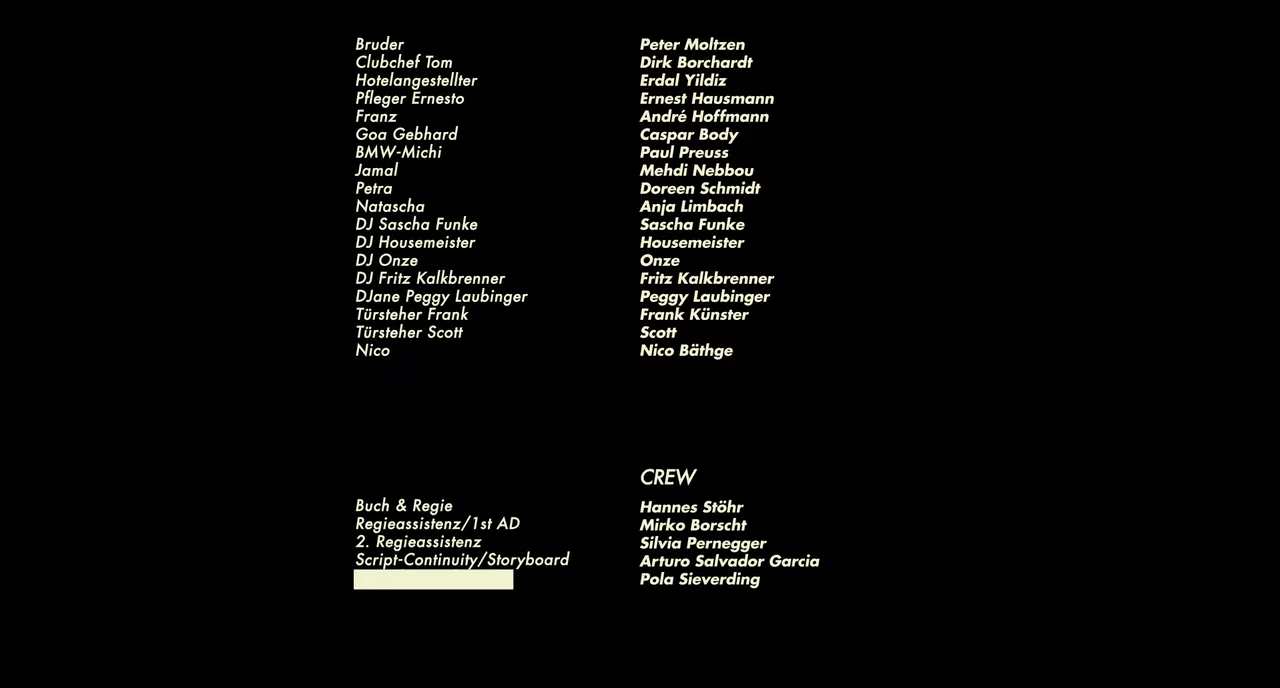 Bruder Peter Moltzen
Clubchef Tom Dirk Borchardt
Hotelangestellter Erdal Yildiz
Pfleger Ernesto Ernest Hausmann
Franz André Hoffmann
Goa Gebhard Caspar Body
BMW-Michi Paul Preuss
Jamal Mehdi Nebbou
Petra Doreen Schmidt
Natascha Anja Limbach
DJ Sascha Funke Sascha Funke
DJ Housemeister Housemeister
DJ Onze Onze
DJ Fritz Kalkbrenner Fritz Kalkbrenner
DJane Peggy Laubinger Peggy Laubinger
Türsteher Frank Frank Künster
Türsteher Scott Scott
Nico Nico Bäthge
CREW
Buch & Regie Hannes Stöhr
Regieassistenz/1st AD Mirko Borscht
2. Regieassistenz Silvia Pernegger
Script-Continuity/Storyboard Arturo Salvador Garcia
Pola Sieverding